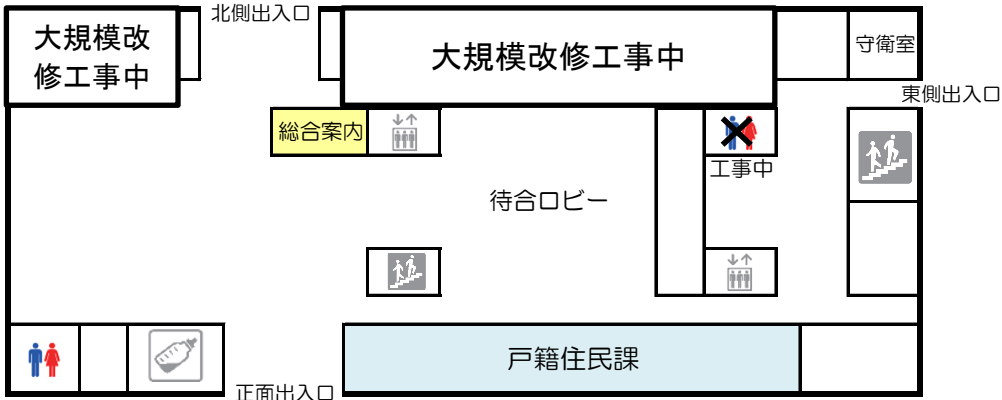 北側出入口
大規模改
修工事中
大規模改修工事中
守衛室
東側出入口
総合案内
工事中
待合ロビー
戸籍住民課
正面出入口